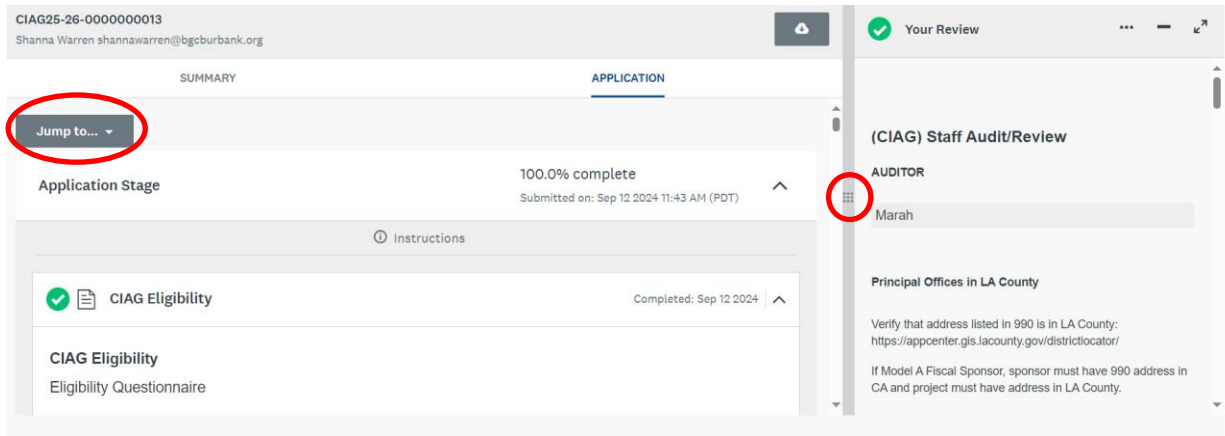 CIAG25-26-0000000013
Shanna Warren shannawarren@bgcburbank.org
SUMMARY
APPLICATION
Jump to...
Application Stage
100.0% complete
Submitted on: Sep 12 2024 11:43 AM (PDT)
Instructions
CIAG Eligibility
Completed: Sep 12 2024
CIAG Eligibility
Eligibility Questionnaire
Your Review
(CIAG) Staff Audit/Review
AUDITOR
Marah
Principal Offices in LA County
Verify that address listed in 990 is in LA County:
https://appcenter.gis.lacounty.gov/districtlocator/
If Model A Fiscal Sponsor, sponsor must have 990 address in
CA and project must have address in LA County.